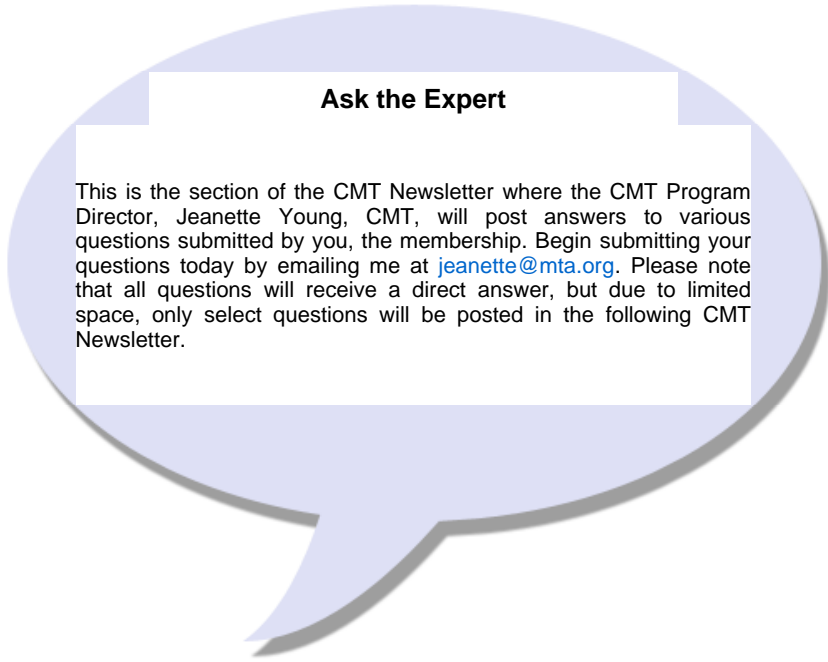 Ask the Expert
This is the section of the CMT Newsletter where the CMT Program
Director, Jeanette Young, CMT, will post answers to various
questions submitted by you, the membership. Begin submitting your
questions today by emailing me at jeanette@mta.org. Please note
that all questions will receive a direct answer, but due to limited
space, only select questions will be posted in the following CMT
Newsletter.